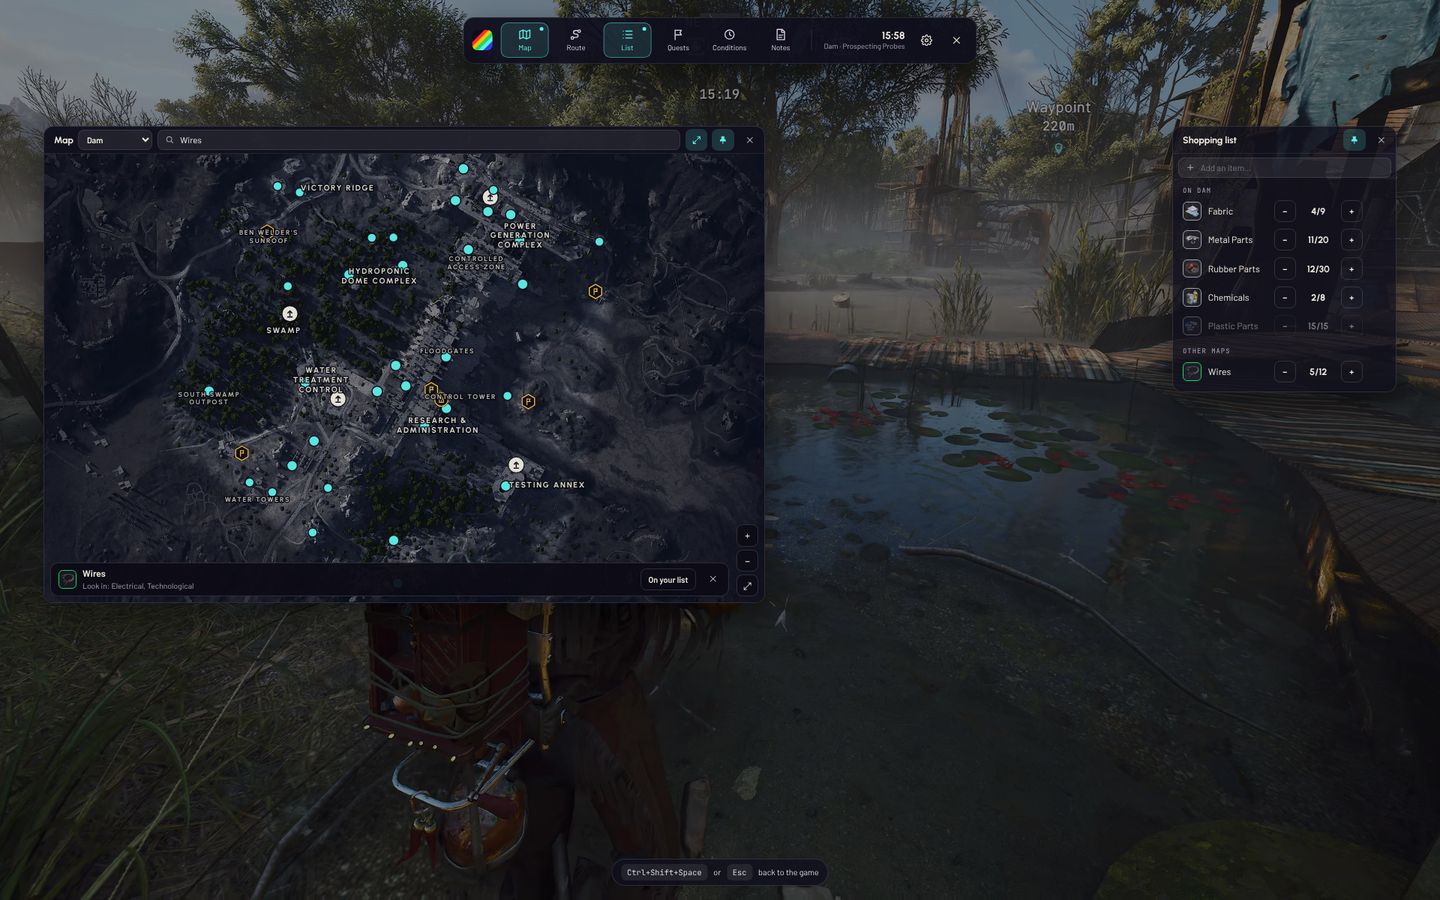 Map
Route
List
Quests
Conditions
Notes
15:58
Dam · Prospecting Probes
15:19
Waypoint
220m
Map
Dam
Wires
VICTORY RIDGE
BEN WELDER'S
SUNROOF
POWER
GENERATION
COMPLEX
CONTROLLED
ACCESS ZONE
HYDROPONIC
DOME COMPLEX
SWAMP
FLOODGATES
WATER
TREATMENT
CONTROL
SOUTH SWAMP
OUTPOST
CONTROL TOWER
RESEARCH &
ADMINISTRATION
TESTING ANNEX
WATER TOWERS
Wires
Look in: Electrical, Technological
On your list
Shopping list
Add an item...
ON DAM
Fabric - 4/9 +
Metal Parts - 11/20 +
Rubber Parts - 12/30 +
Chemicals - 2/8 +
Plastic Parts - 15/15 +
OTHER MAPS
Wires - 5/12 +
Ctrl+Shift+Space or Esc back to the game